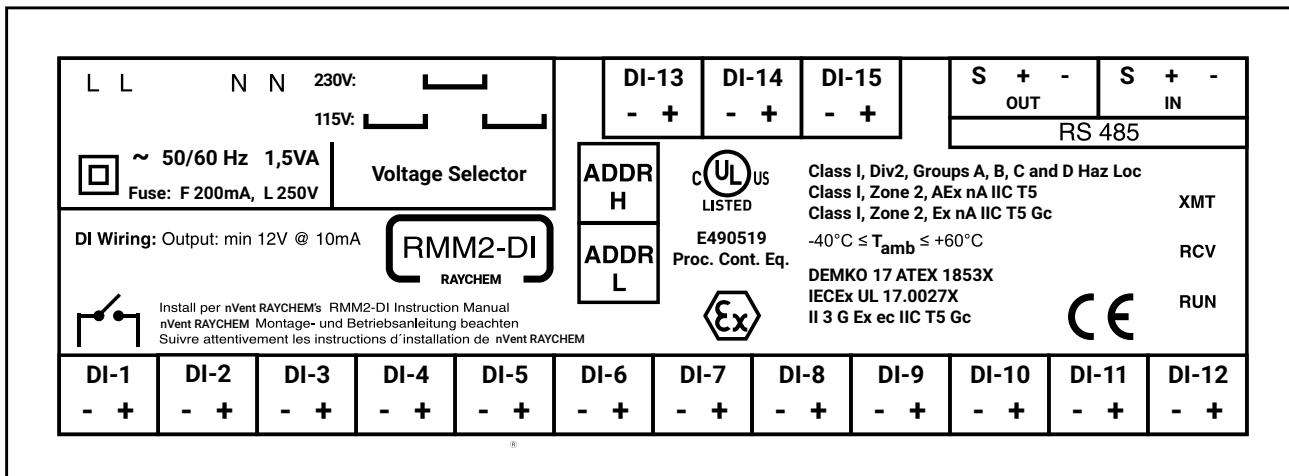 L L N N 230V:
115V:
~ 50/60 Hz 1,5VA
Fuse: F 200mA, L 250V
Voltage Selector
DI-13 DI-14 DI-15
- + - + - +
S + - S + -
OUT IN
RS 485
ADDR
H
ADDR
L
C UL US
LISTED
E490519
Proc. Cont. Eq.
Class I, Div2, Groups A, B, C and D Haz Loc
Class I, Zone 2, AEx nA IIC T5
Class I, Zone 2, Ex nA IIC T5 Gc
-40°C ≤ Tamb ≤ +60°C
DEMKO 17 ATEX 1853X
IECEx UL 17.0027X
II 3 G Ex ec IIC T5 Gc
Ex
CE
XMT
RCV
RUN
DI Wiring: Output: min 12V @ 10mA
RMM2-DI
RAYCHEM
Install per nVent RAYCHEM's RMM2-DI Instruction Manual
nVent RAYCHEM Montage- und Betriebsanleitung beachten
Suivre attentivement les instructions d´installation de nVent RAYCHEM
DI-1 DI-2 DI-3 DI-4 DI-5 DI-6 DI-7 DI-8 DI-9 DI-10 DI-11 DI-12
- + - + - + - + - + - + - + - + - + - + - + - +
®